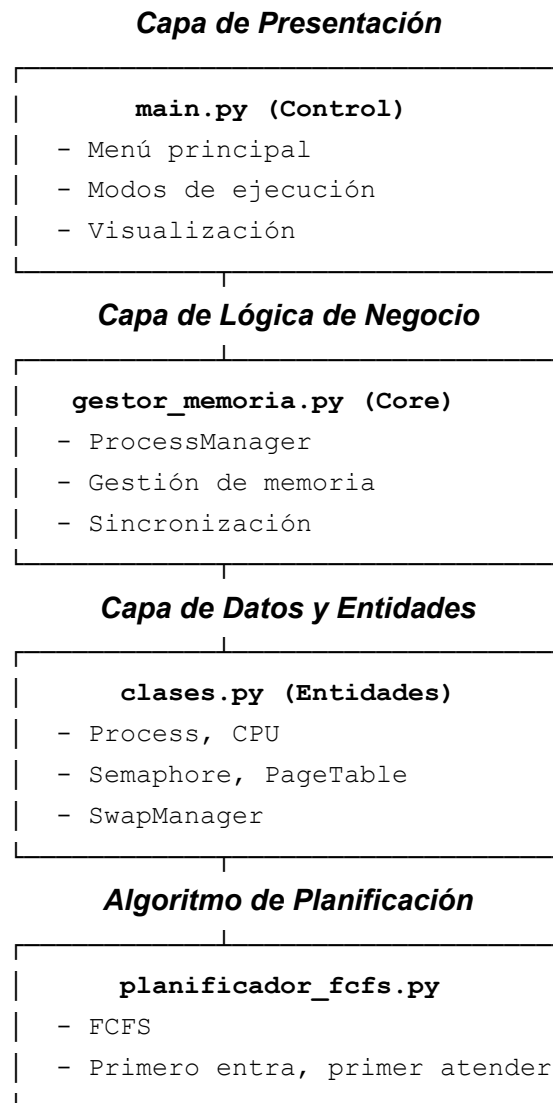 Capa de Presentación
main.py (Control)
- Menú principal
- Modos de ejecución
- Visualización
Capa de Lógica de Negocio
gestor_memoria.py (Core)
- ProcessManager
- Gestión de memoria
- Sincronización
Capa de Datos y Entidades
clases.py (Entidades)
- Process, CPU
- Semaphore, PageTable
- SwapManager
Algoritmo de Planificación
planificador_fcfs.py
- FCFS
- Primero entra, primer atender